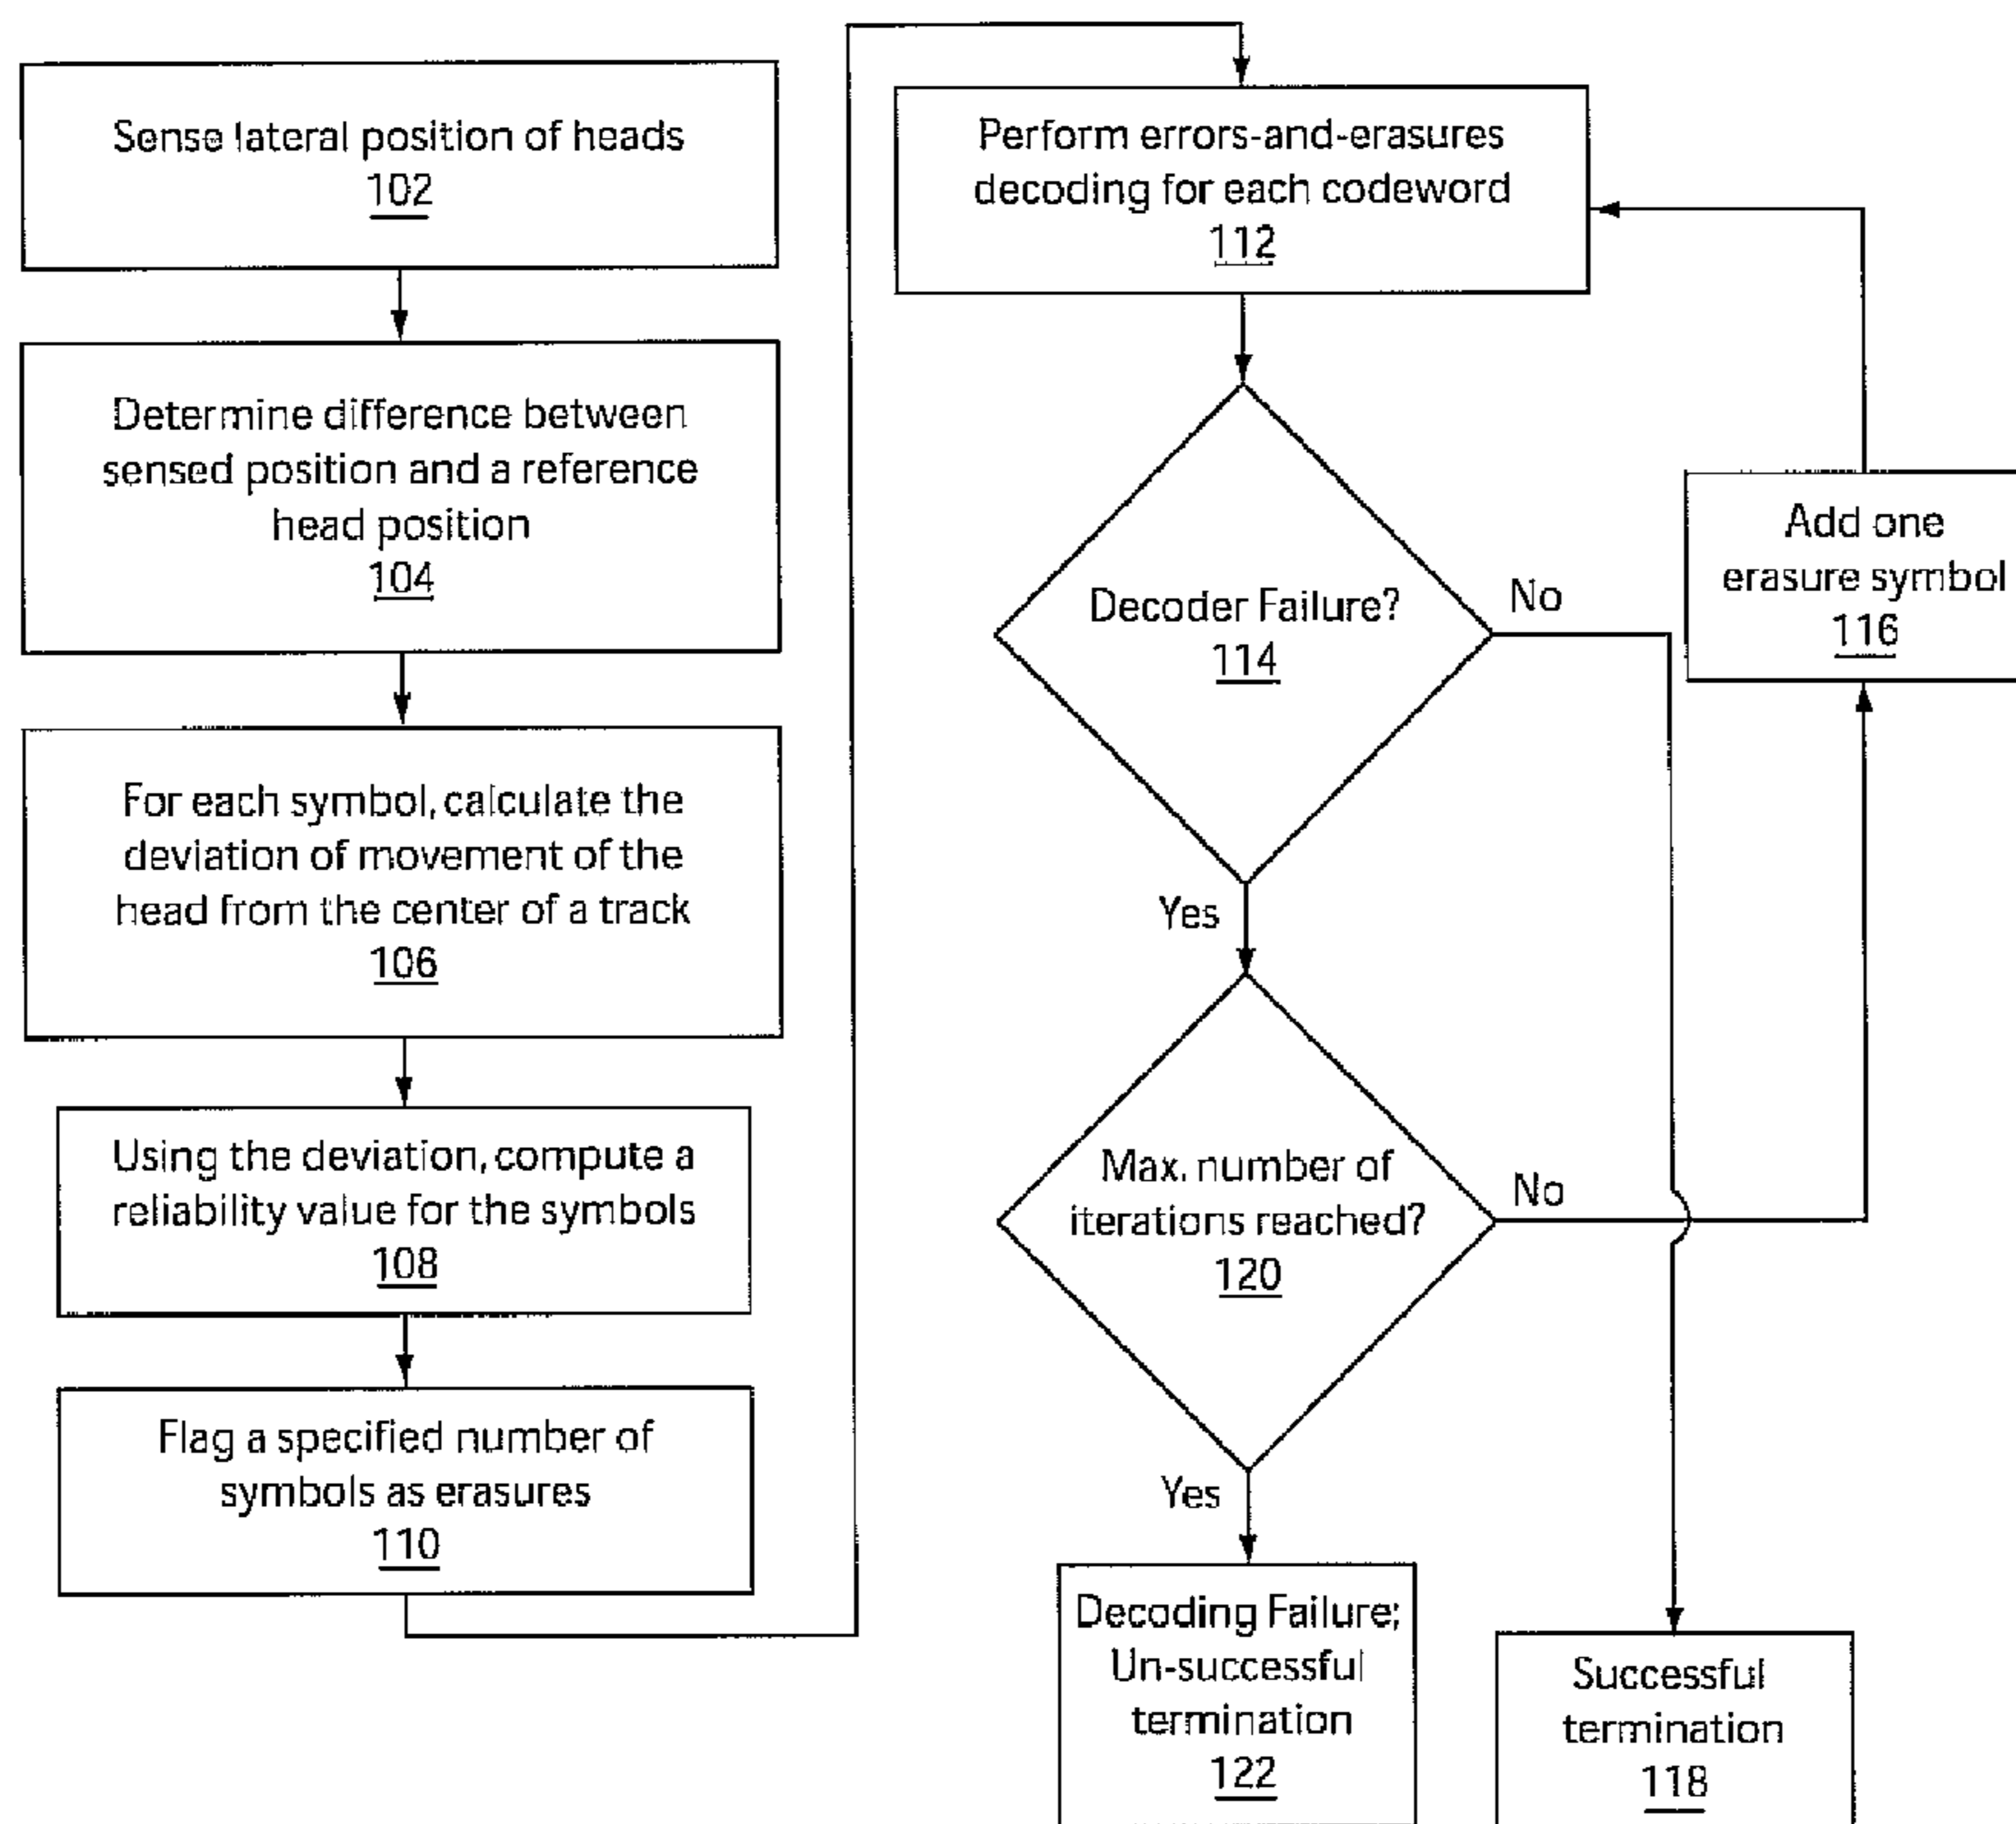 Sense lateral position of heads
102
Determine difference between
sensed position and a reference
head position
104
For each symbol, calculate the
deviation of movement of the
head from the center of a track
106
Using the deviation, compute a
reliability value for the symbols
108
Flag a specified number of
symbols as erasures
110
Perform errors-and-erasures
decoding for each codeword
112
Decoder Failure?
114
No
Yes
Add one
erasure symbol
116
Max. number of
iterations reached?
120
No
Yes
Decoding Failure;
Un-successful
termination
122
Successful
termination
118